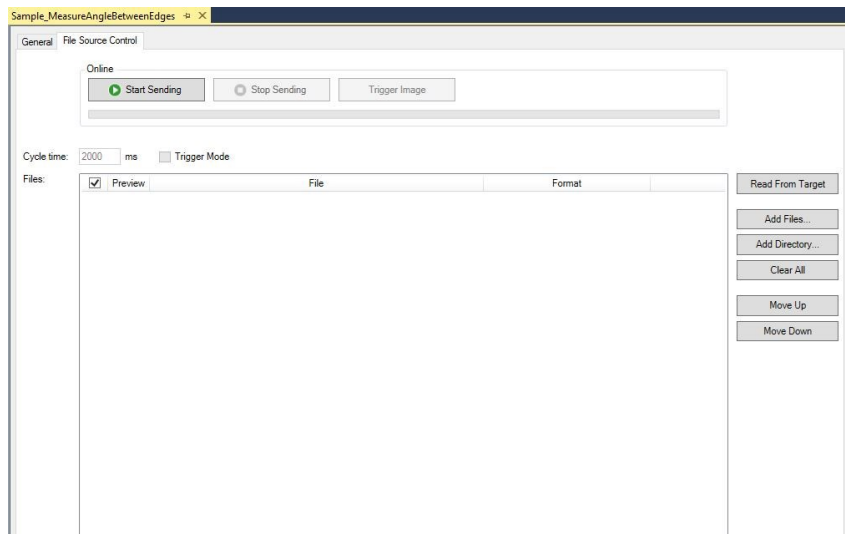 Sample_MeasureAngleBetweenEdges
General File Source Control
Online
Start Sending Stop Sending Trigger Image
Cycle time: 2000 ms Trigger Mode
Files:
Preview File Format
Read From Target
Add Files...
Add Directory...
Clear All
Move Up
Move Down